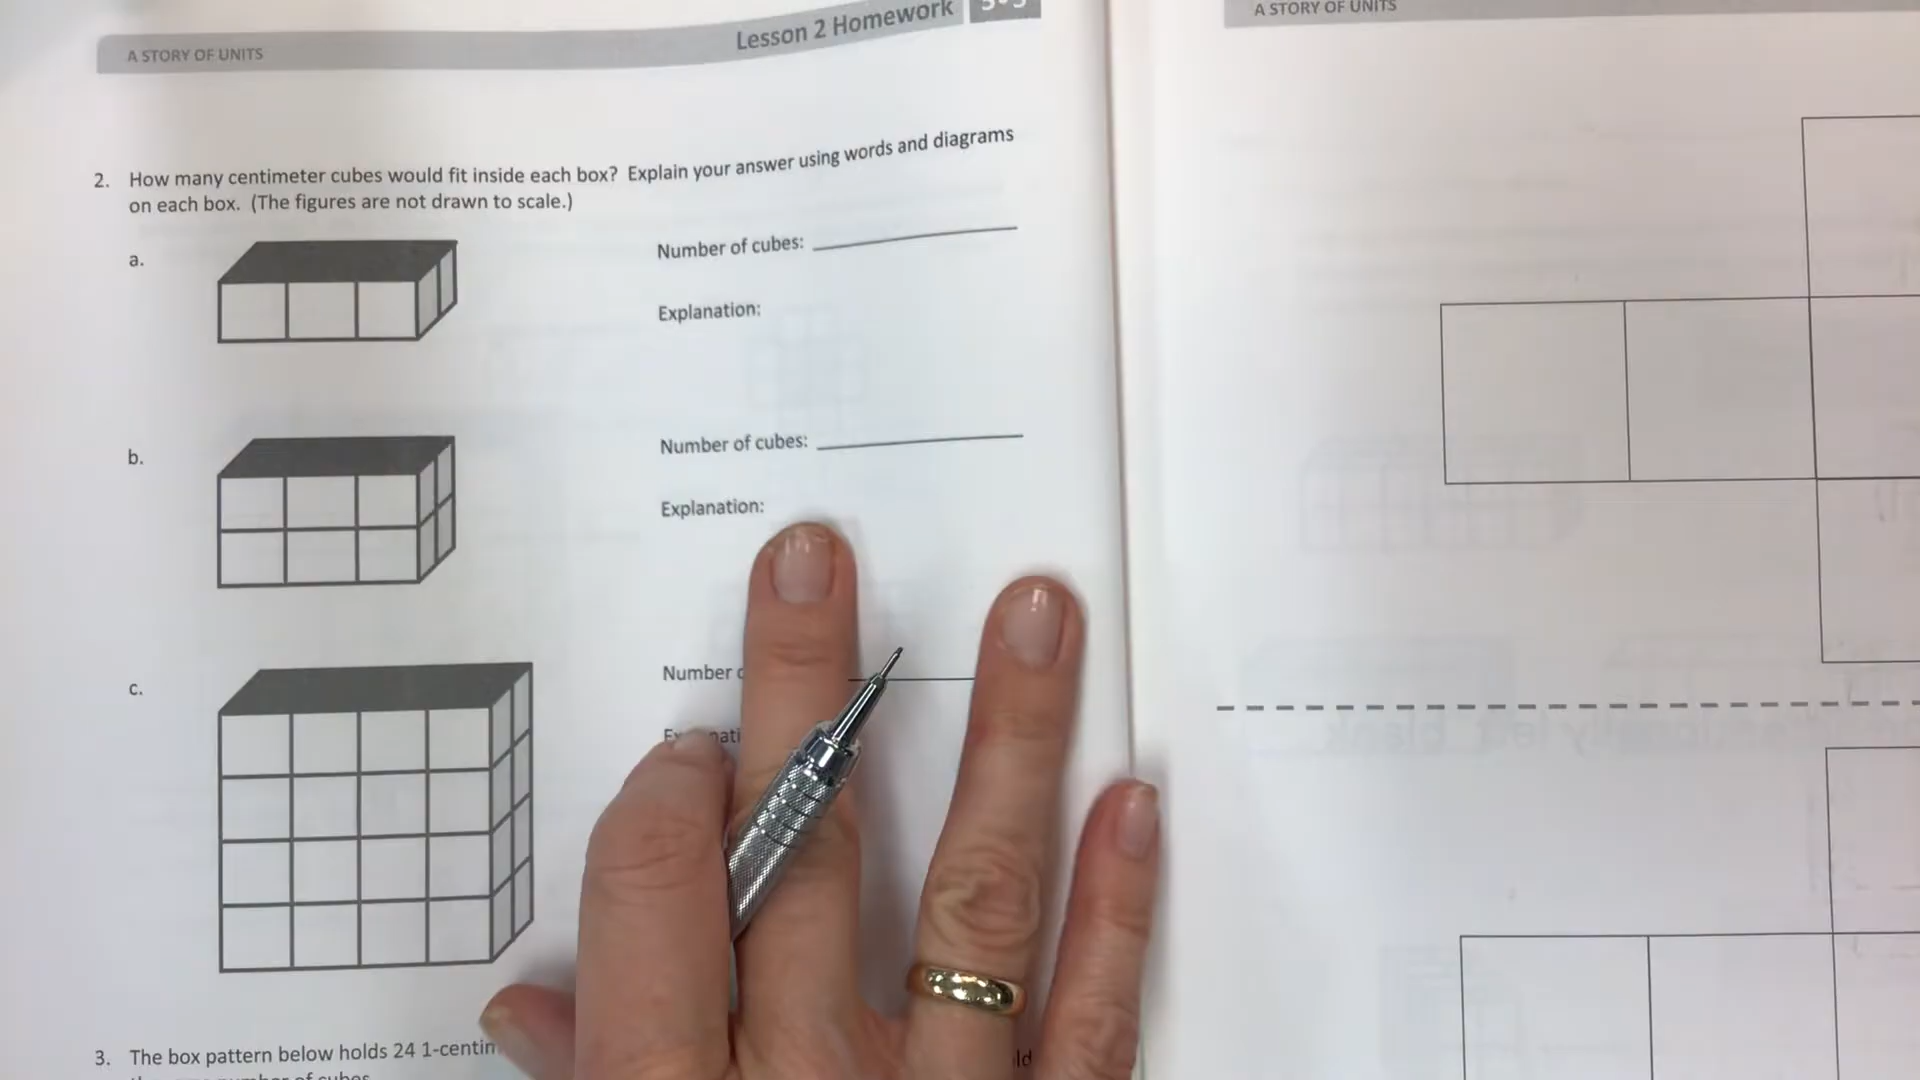 A STORY OF UNITS
Lesson 2 Homework
2. How many centimeter cubes would fit inside each box? Explain your answer using words and diagrams
on each box. (The figures are not drawn to scale.)
a.
Number of cubes:
Explanation:
b.
Number of cubes:
Explanation:
c.
Number
3. The box pattern below holds 24
A STORY OF UNITS